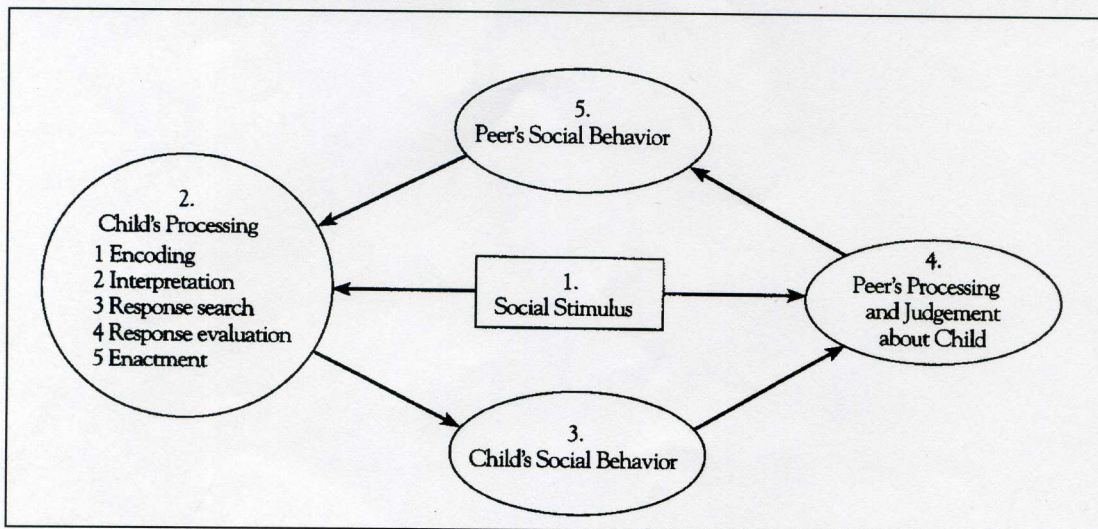 5.
Peer's Social Behavior
2.
Child's Processing
1 Encoding
2 Interpretation
3 Response search
4 Response evaluation
5 Enactment
1.
Social Stimulus
4.
Peer's Processing
and Judgement
about Child
3.
Child's Social Behavior